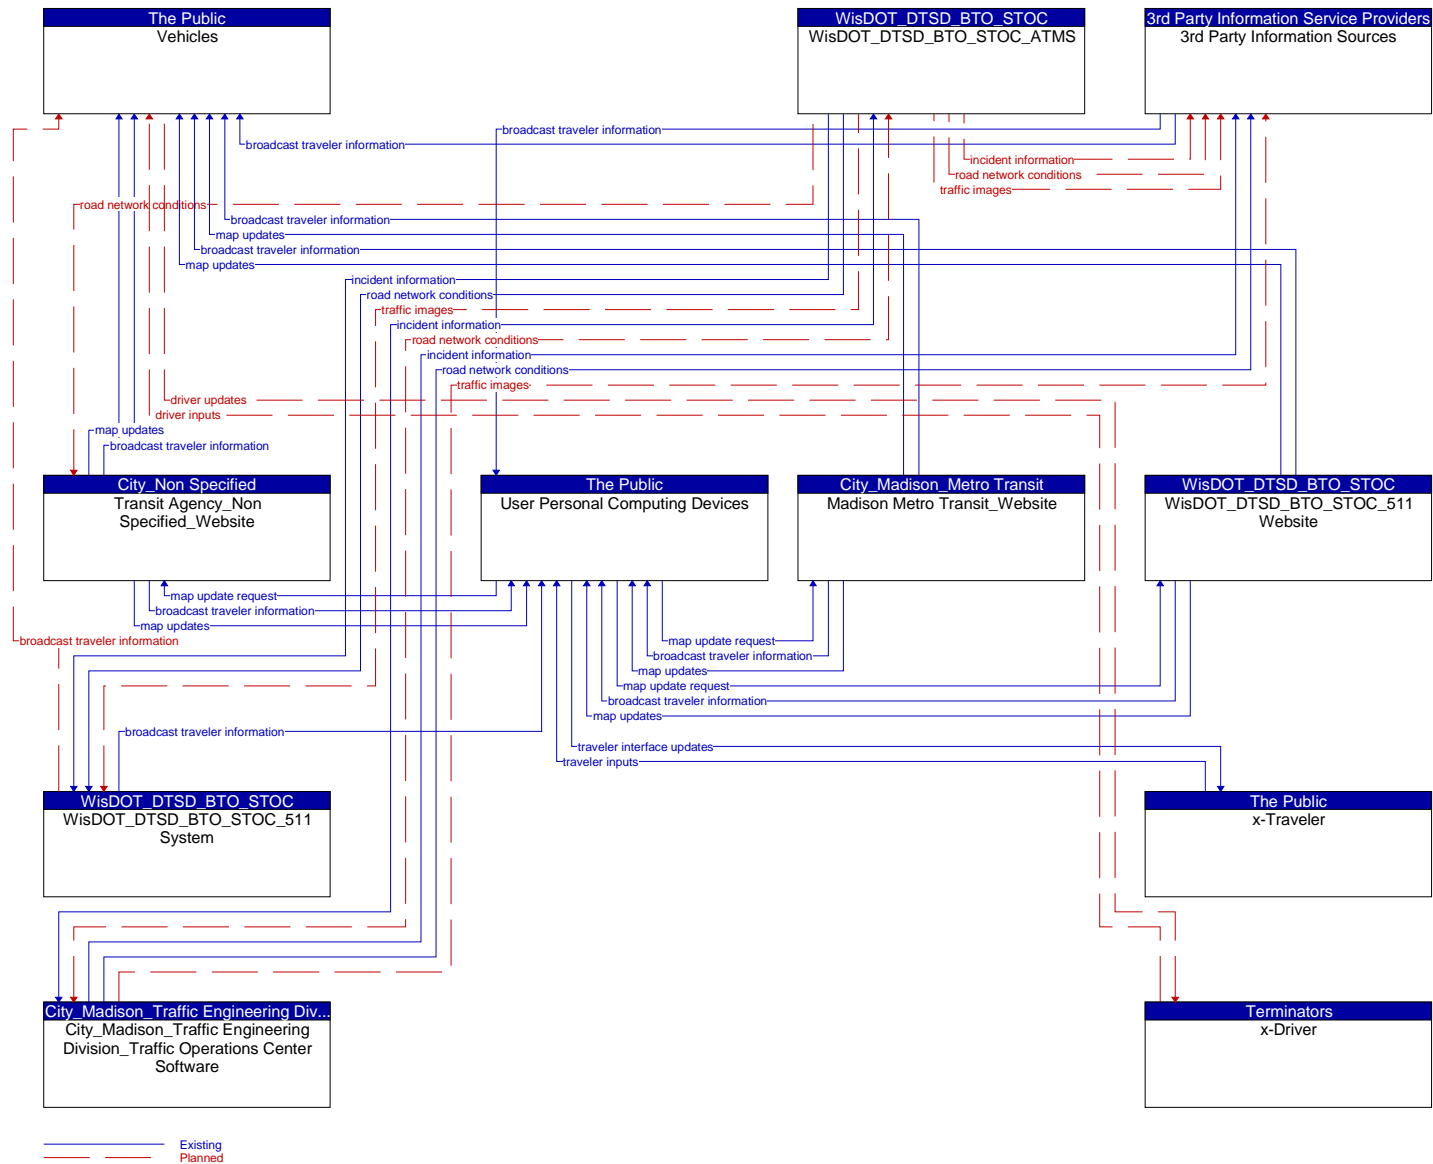 The Public
Vehicles
WisDOT_DTSD_BTO_STOC
WisDOT_DTSD_BTO_STOC_ATMS
3rd Party Information Service Providers
3rd Party Information Sources
broadcast traveler information
broadcast traveler information
incident information
road network conditions
traffic images
road network conditions
broadcast traveler information
map updates
broadcast traveler information
map updates
incident information
road network conditions
traffic images
incident information
road network conditions
incident information
road network conditions
traffic images
driver updates
driver inputs
map updates
broadcast traveler information
City_Non Specified
Transit Agency_Non
Specified_Website
The Public
User Personal Computing Devices
City_Madison_Metro Transit
Madison Metro Transit_Website
WisDOT_DTSD_BTO_STOC
WisDOT_DTSD_BTO_STOC_511
Website
map update request
broadcast traveler information
map updates
broadcast traveler information
map update request
broadcast traveler information
map updates
map update request
broadcast traveler information
map updates
broadcast traveler information
traveler interface updates
traveler inputs
WisDOT_DTSD_BTO_STOC
WisDOT_DTSD_BTO_STOC_511
System
The Public
x-Traveler
City_Madison_Traffic Engineering Div...
City_Madison_Traffic Engineering
Division_Traffic Operations Center
Software
Terminators
x-Driver
Existing
Planned